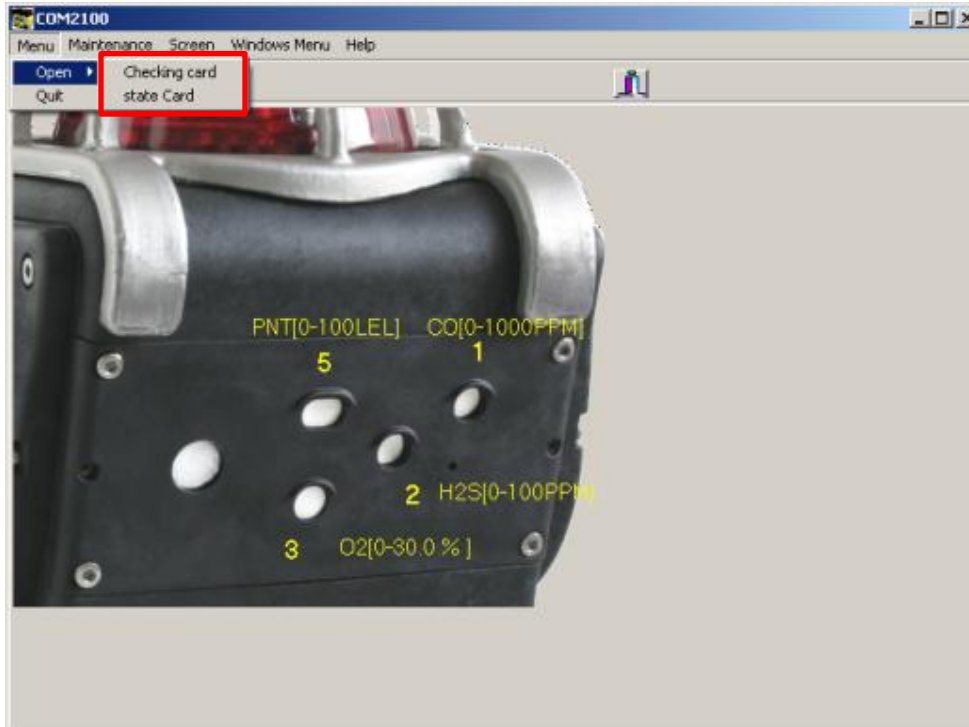 COM2100
Menu Maintenance Screen Windows Menu Help
Open Checking card
Quit state Card
PNT[0-100LEL] CO[0-1000PPM]
5 1
2 H2S[0-100PPM]
3 O2[0-30.0 % ]